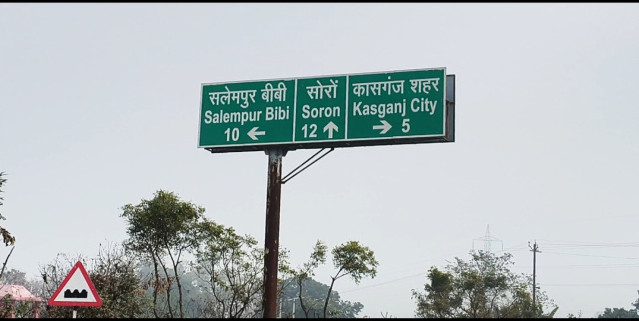 सलेमपुर बीबी
Salempur Bibi
10 ←
सोरों
Soron
12 ↑
कासगंज शहर
Kasganj City
→ 5